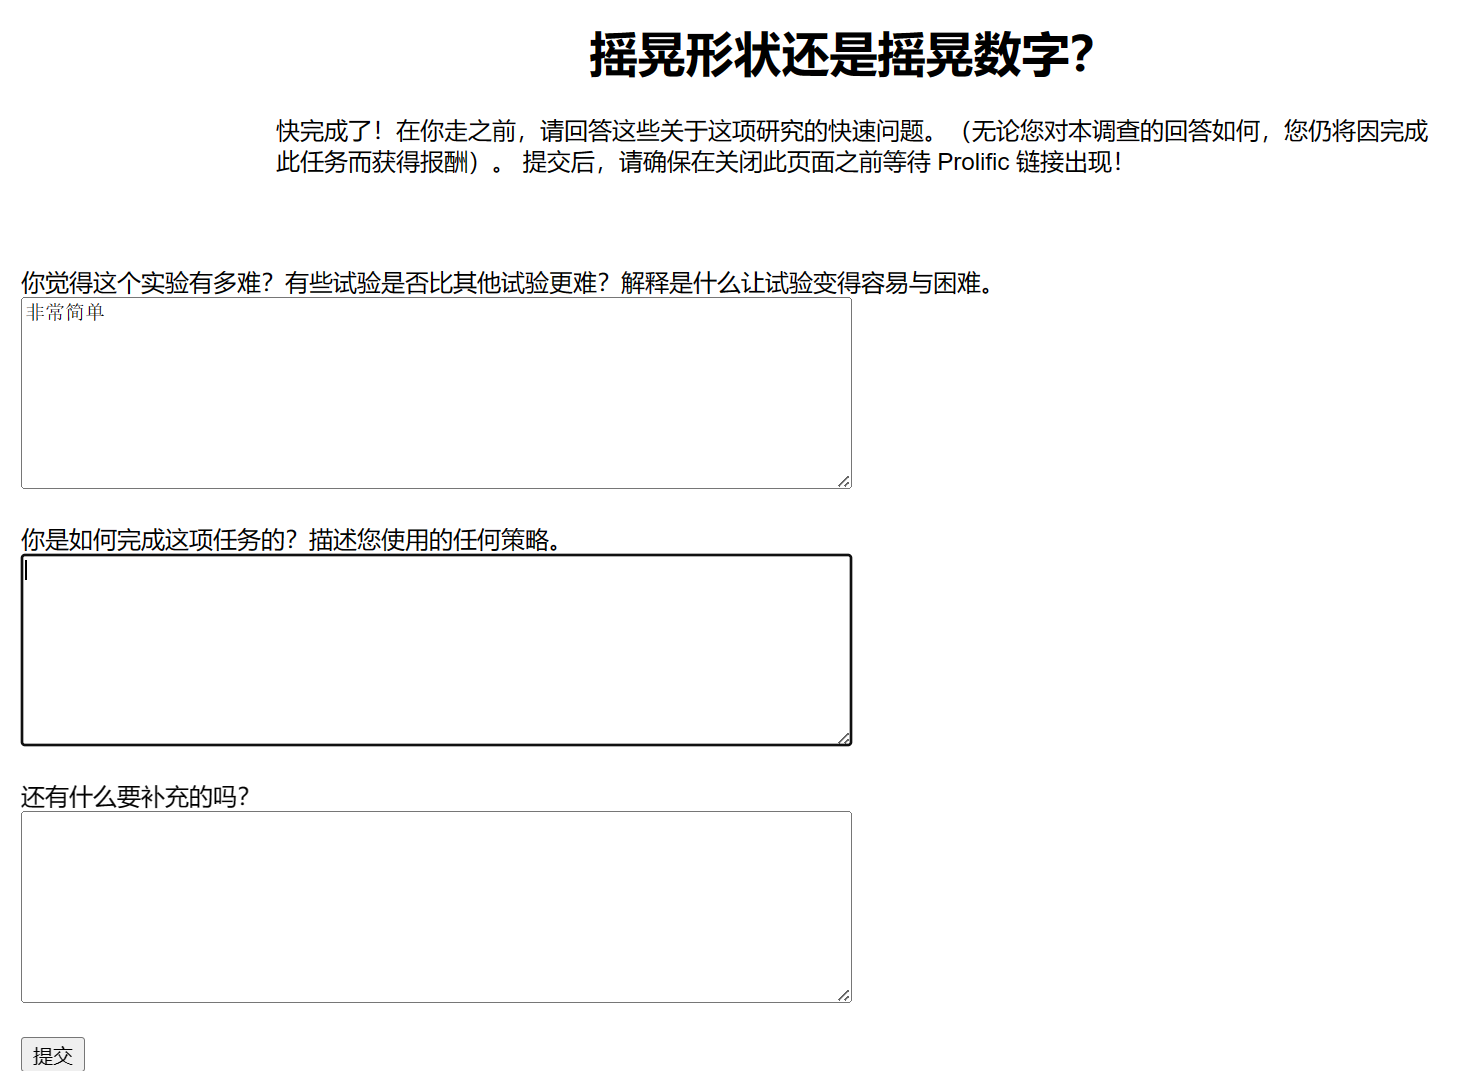 摇晃形状还是摇晃数字？
快完成了！在你走之前，请回答这些关于这项研究的快速问题。（无论您对本调查的回答如何，您仍将因完成
此任务而获得报酬）。 提交后，请确保在关闭此页面之前等待 Prolific 链接出现！
你觉得这个实验有多难？有些试验是否比其他试验更难？解释是什么让试验变得容易与困难。
非常简单
你是如何完成这项任务的？描述您使用的任何策略。
还有什么要补充的吗？
提交